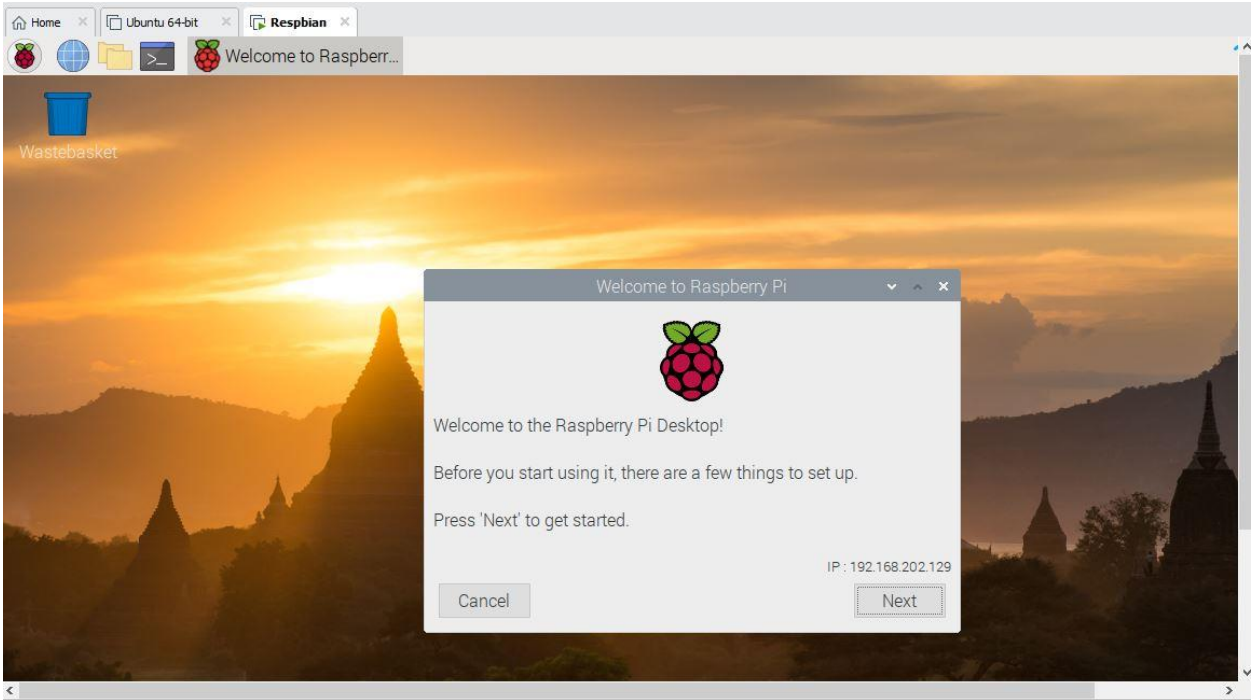 Home
Ubuntu 64-bit
Respbian
Welcome to Raspberr...
Wastebasket
Welcome to Raspberry Pi
Welcome to the Raspberry Pi Desktop!
Before you start using it, there are a few things to set up.
Press 'Next' to get started.
IP : 192.168.202.129
Cancel
Next